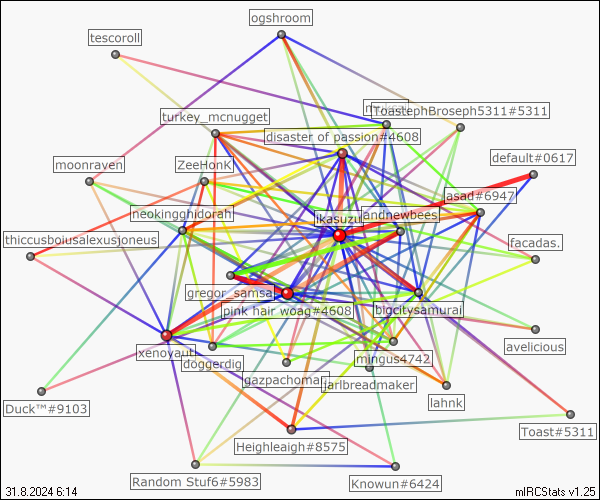 ogshroom
tescoroll
ToastephBroseph5311#5311
turkey_mcnugget
disaster of passion#4608
default#0617
moonraven
ZeeHonK
asad#6947
neokingghidorah
ikasuzu
andnewbees
thiccusboiusalexusjoneus
facadas.
gregor_samsa
pink hair woag#4608
bigcitysamurai
xenoyaut
doggerdig
mingus4742
avelicious
gazpachoman
jarlbreadmaker
lahnk
Duck™#9103
Heighleaigh#8575
Toast#5311
Random Stuf6#5983
Knowun#6424
31.8.2024 6:14
mIRCStats v1.25